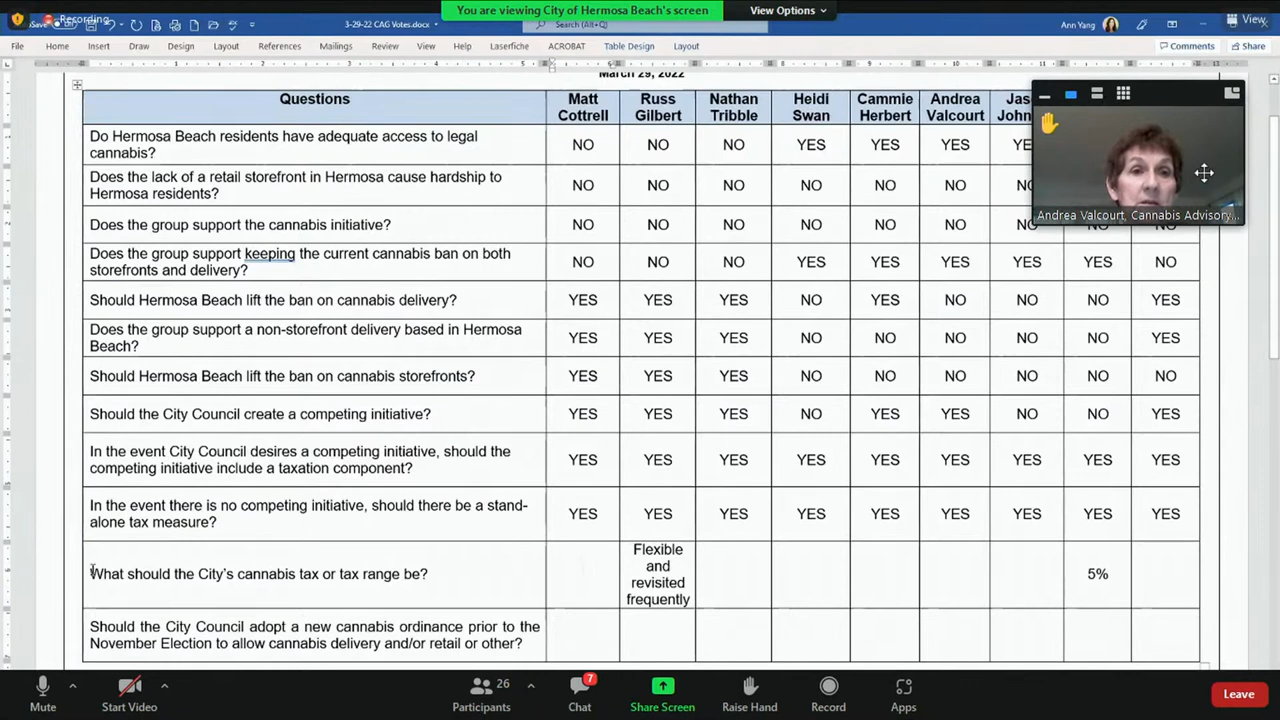 You are viewing City of Hermosa Beach's screen
View Options
Recording
3-29-22 CAG Votes.docx
Search (Alt+Q)
Ann Yang
View
File Home Insert Draw Design Layout References Mailings Review View Help Laserfiche ACROBAT Table Design Layout
Comments Share
March 29, 2022
Questions
Matt Cottrell
Russ Gilbert
Nathan Tribble
Heidi Swan
Cammie Herbert
Andrea Valcourt
Andrea Valcourt, Cannabis Advisory...
Do Hermosa Beach residents have adequate access to legal
cannabis?
NO NO NO YES YES YES
Does the lack of a retail storefront in Hermosa cause hardship to
Hermosa residents?
NO NO NO NO NO NO
Does the group support the cannabis initiative?
NO NO NO NO NO NO NO NO NO
Does the group support keeping the current cannabis ban on both
storefronts and delivery?
NO NO NO YES YES YES YES YES NO
Should Hermosa Beach lift the ban on cannabis delivery?
YES YES YES NO YES NO NO NO YES
Does the group support a non-storefront delivery based in Hermosa
Beach?
YES YES YES NO NO NO NO NO YES
Should Hermosa Beach lift the ban on cannabis storefronts?
YES YES YES NO NO NO NO NO NO
Should the City Council create a competing initiative?
YES YES YES NO YES YES NO NO YES
In the event City Council desires a competing initiative, should the
competing initiative include a taxation component?
YES YES YES YES YES YES YES YES YES
In the event there is no competing initiative, should there be a stand-
alone tax measure?
YES YES YES YES YES YES YES YES YES
What should the City's cannabis tax or tax range be?
Flexible
and
revisited
frequently
5%
Should the City Council adopt a new cannabis ordinance prior to the
November Election to allow cannabis delivery and/or retail or other?
Mute
Start Video
26
Participants
7
Chat
Share Screen
Raise Hand
Record
Apps
Leave